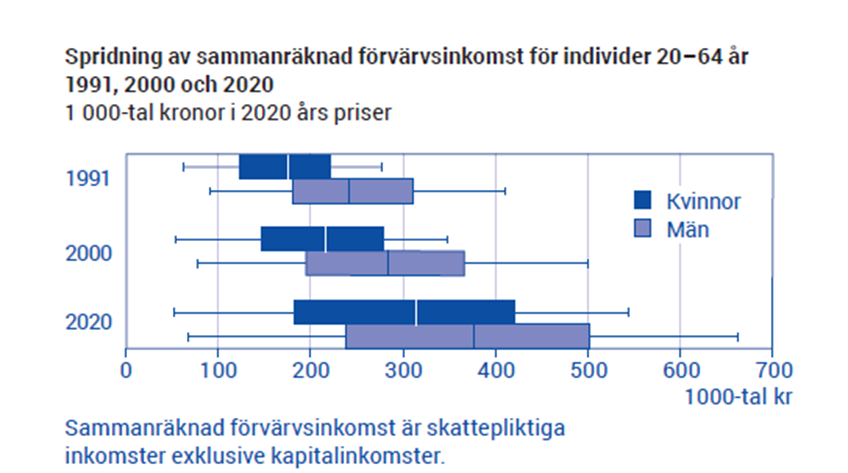 Spridning av sammanräknad förvärvsinkomst för individer 20–64 år
1991, 2000 och 2020
1 000-tal kronor i 2020 års priser
1991
Kvinnor
Män
2000
2020
0 100 200 300 400 500 600 700
1000-tal kr
Sammanräknad förvärvsinkomst är skattepliktiga
inkomster exklusive kapitalinkomster.